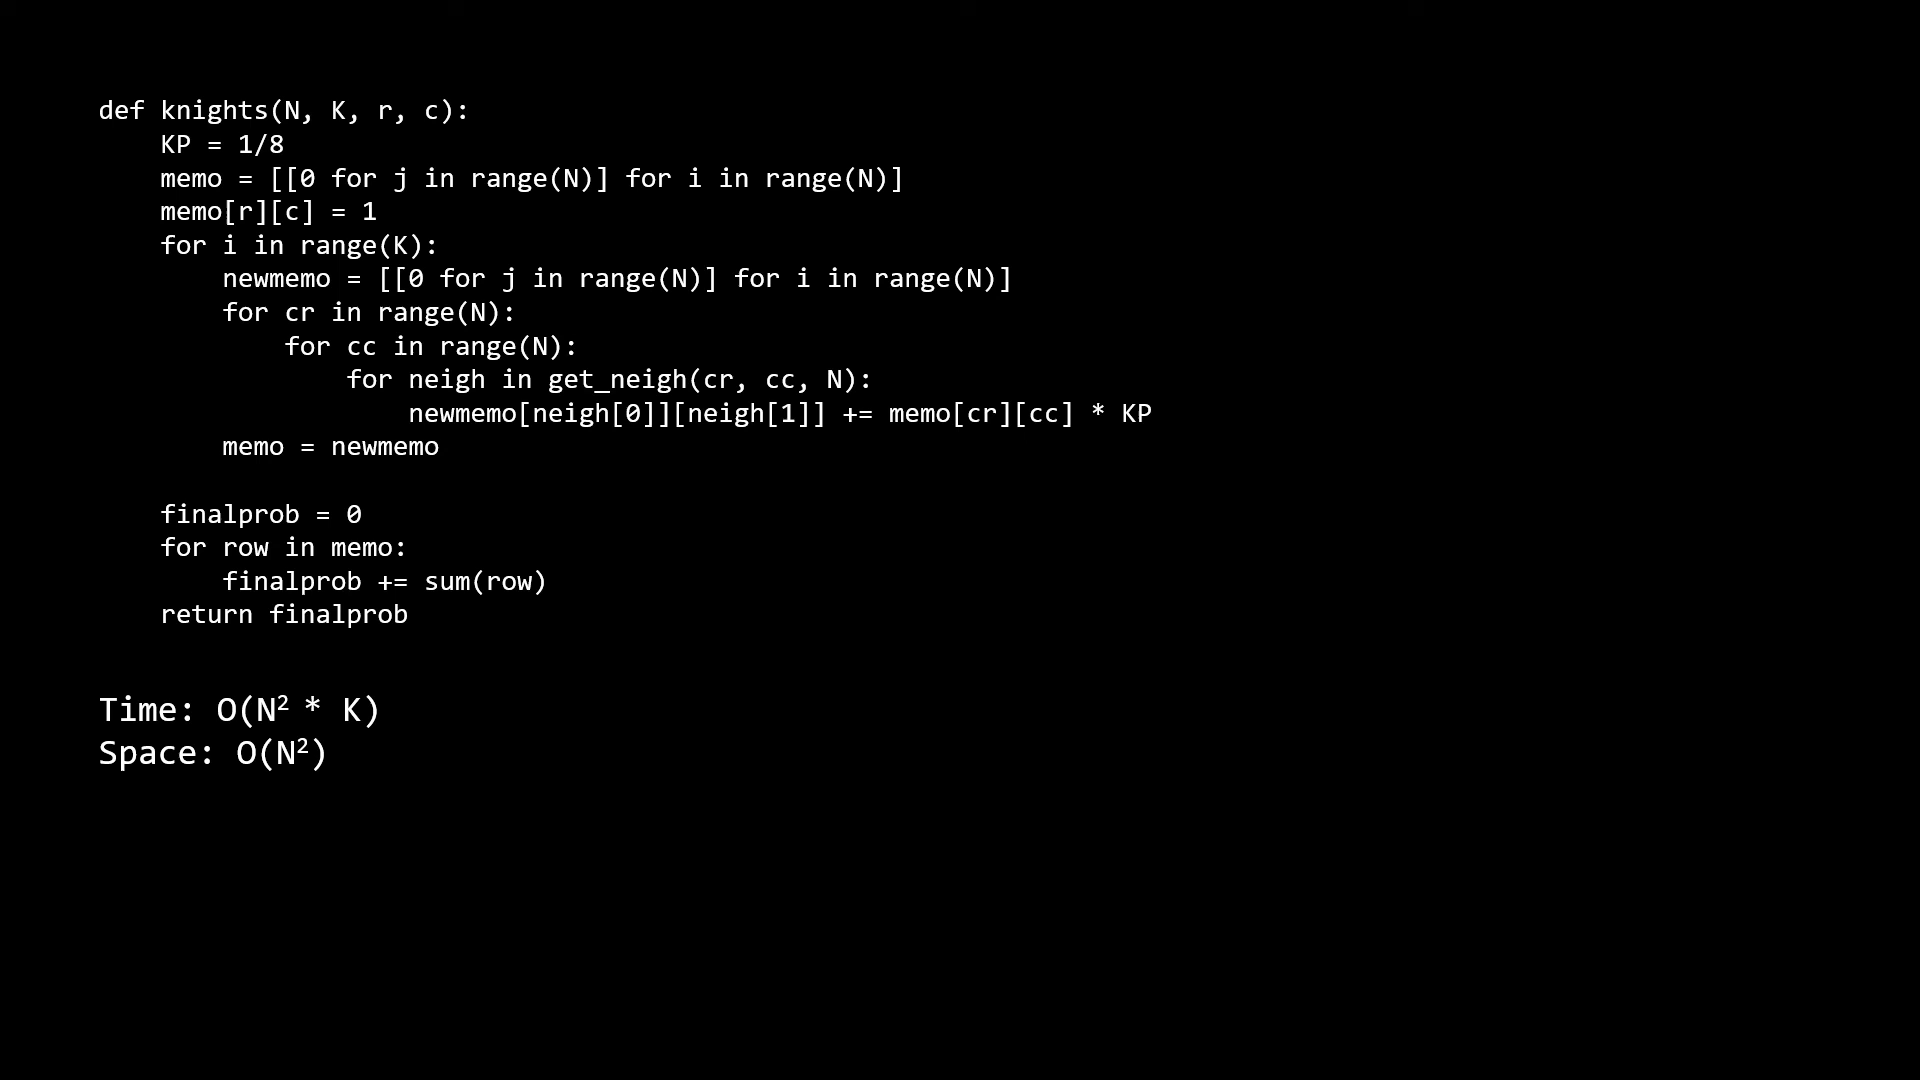 def knights(N, K, r, c):
    KP = 1/8
    memo = [[0 for j in range(N)] for i in range(N)]
    memo[r][c] = 1
    for i in range(K):
        newmemo = [[0 for j in range(N)] for i in range(N)]
        for cr in range(N):
            for cc in range(N):
                for neigh in get_neigh(cr, cc, N):
                    newmemo[neigh[0]][neigh[1]] += memo[cr][cc] * KP
        memo = newmemo

    finalprob = 0
    for row in memo:
        finalprob += sum(row)
    return finalprob

Time: O(N² * K)
Space: O(N²)